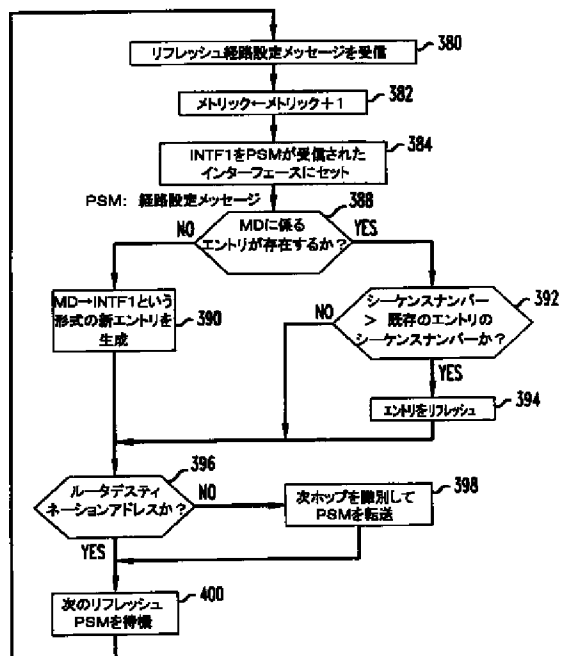 リフレッシュ経路設定メッセージを受信
380
メトリック←メトリック+1
382
INTF1をPSMが受信された
インターフェースにセット
384
PSM: 経路設定メッセージ
388
NO
MDに係る
エントリが存在するか?
YES
MD→INTF1という
形式の新エントリを
生成
390
NO
シーケンスナンバー
> 既存のエントリの
シーケンスナンバーか?
392
YES
エントリをリフレッシュ
394
396
ルータデスティ
ネーションアドレスか?
NO
次ホップを識別して
PSMを転送
398
YES
400
次のリフレッシュ
PSMを待機